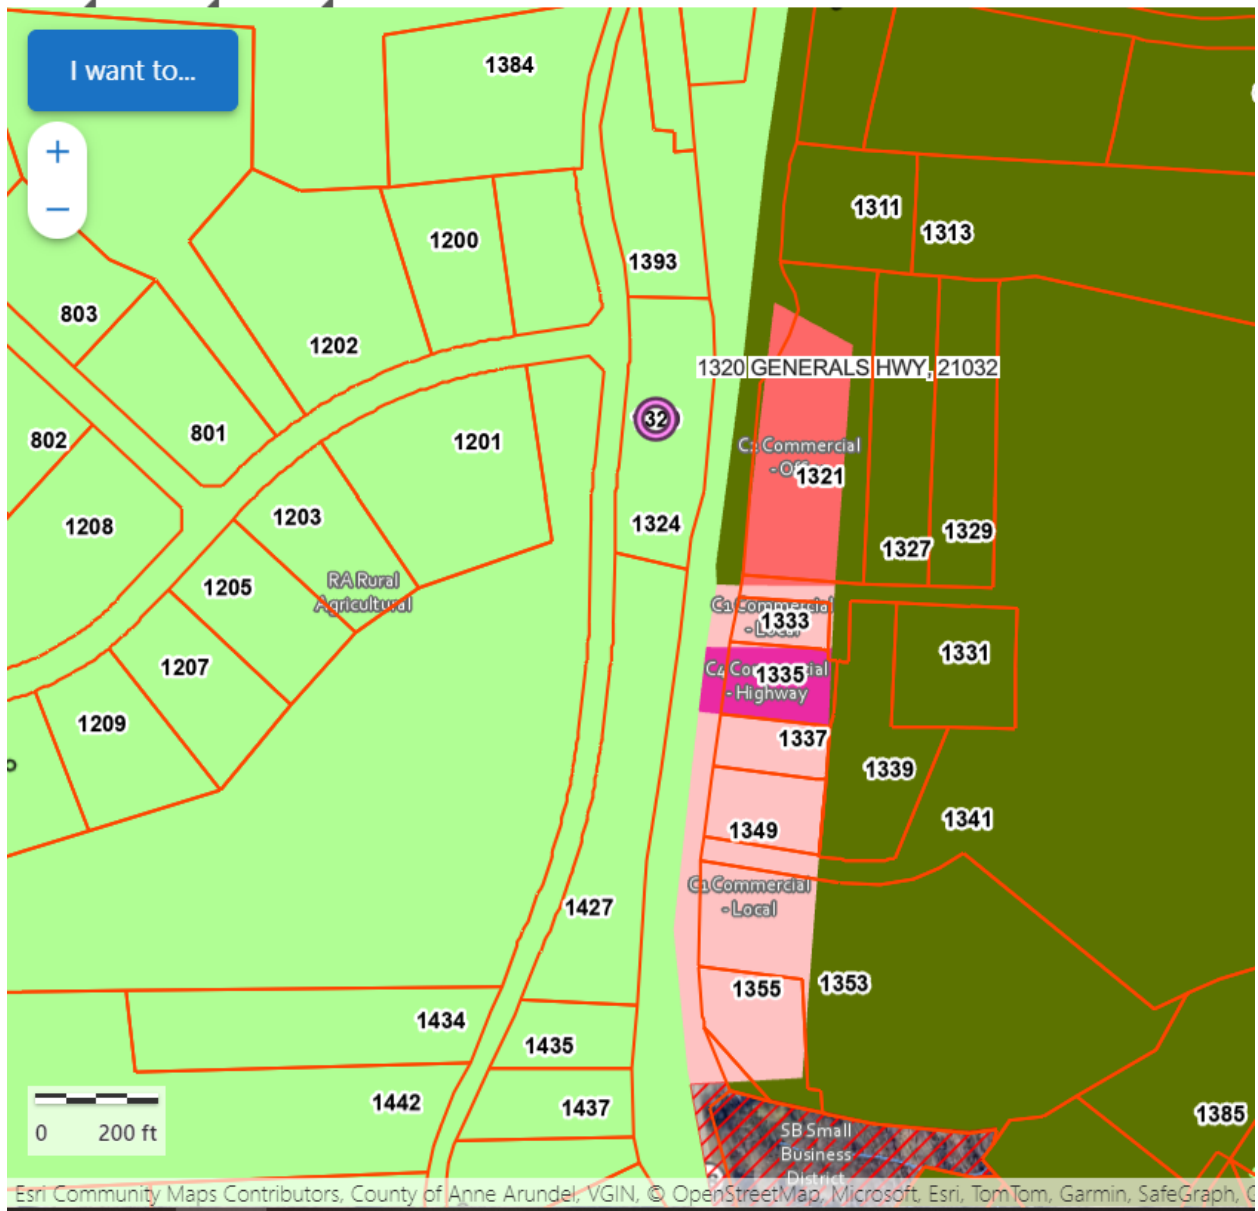 I want to...
+
−
1384
1311
1313
1200
1393
803
1202
1320 GENERALS HWY, 21032
802
801
1201
32
Commercial
1321
1208
1203
1324
1327
1329
RA Rural
Agricultural
1205
C1 Commercial
- Local
1333
1331
1207
1335
- Highway
1209
1337
1339
1341
1349
C1 Commercial
- Local
1427
1355
1353
1434
1435
1442
1437
1385
SB Small
Business
District
0 200 ft
Esri Community Maps Contributors, County of Anne Arundel, VGIN, © OpenStreetMap, Microsoft, Esri, TomTom, Garmin, SafeGraph,